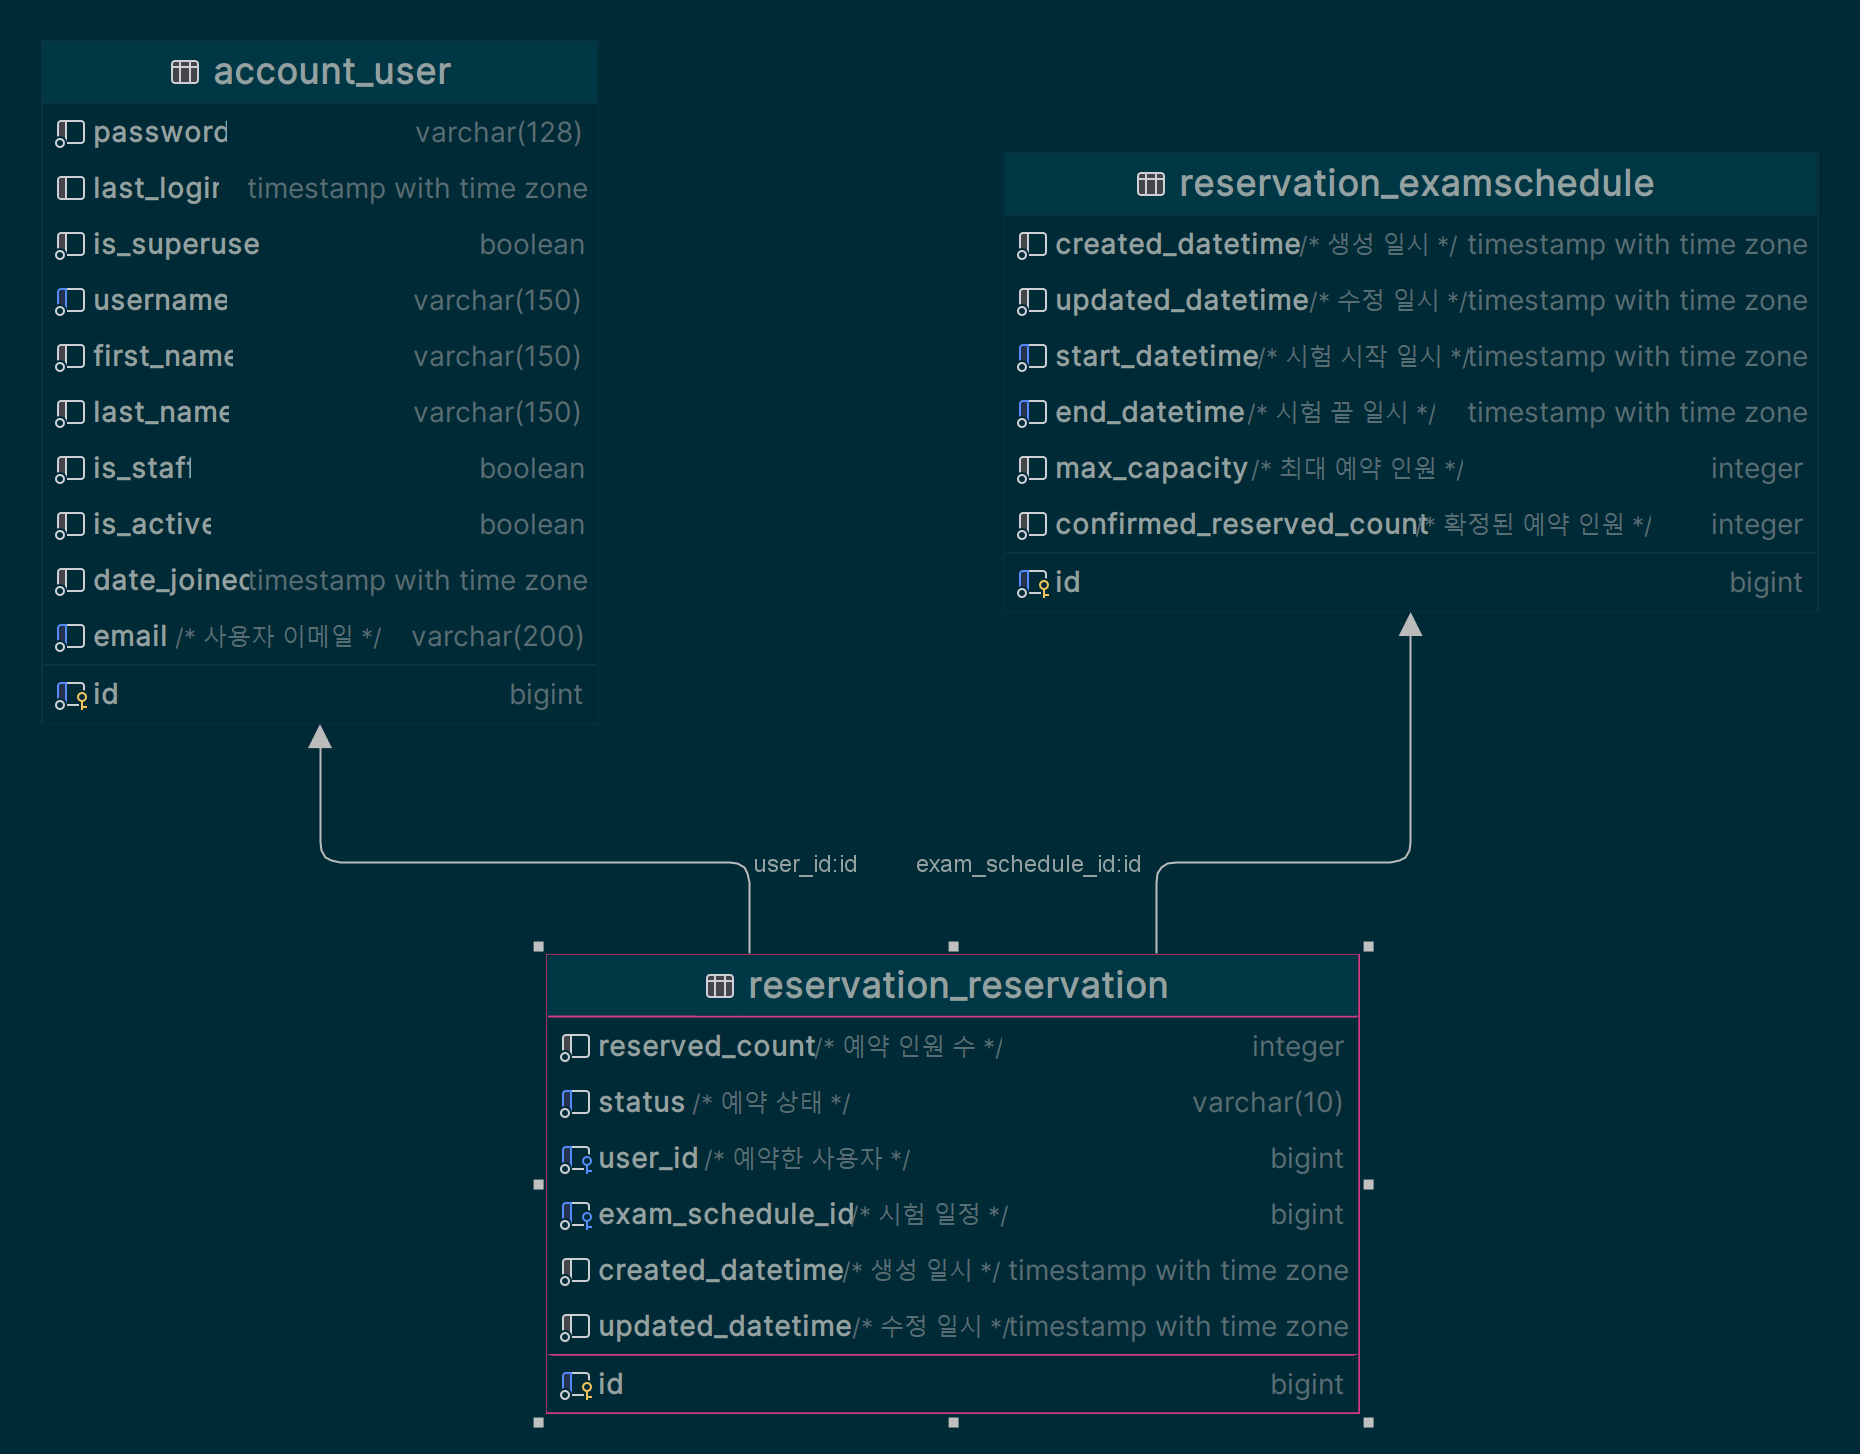 account_user
password varchar(128)
last_login timestamp with time zone
is_superuse boolean
username varchar(150)
first_name varchar(150)
last_name varchar(150)
is_staff boolean
is_active boolean
date_joined timestamp with time zone
email /* 사용자 이메일 */ varchar(200)
id bigint
reservation_examschedule
created_datetime /* 생성 일시 */ timestamp with time zone
updated_datetime /* 수정 일시 */ timestamp with time zone
start_datetime /* 시험 시작 일시 */ timestamp with time zone
end_datetime /* 시험 끝 일시 */ timestamp with time zone
max_capacity /* 최대 예약 인원 */ integer
confirmed_reserved_count /* 확정된 예약 인원 */ integer
id bigint
user_id:id
exam_schedule_id:id
reservation_reservation
reserved_count /* 예약 인원 수 */ integer
status /* 예약 상태 */ varchar(10)
user_id /* 예약한 사용자 */ bigint
exam_schedule_id /* 시험 일정 */ bigint
created_datetime /* 생성 일시 */ timestamp with time zone
updated_datetime /* 수정 일시 */ timestamp with time zone
id bigint